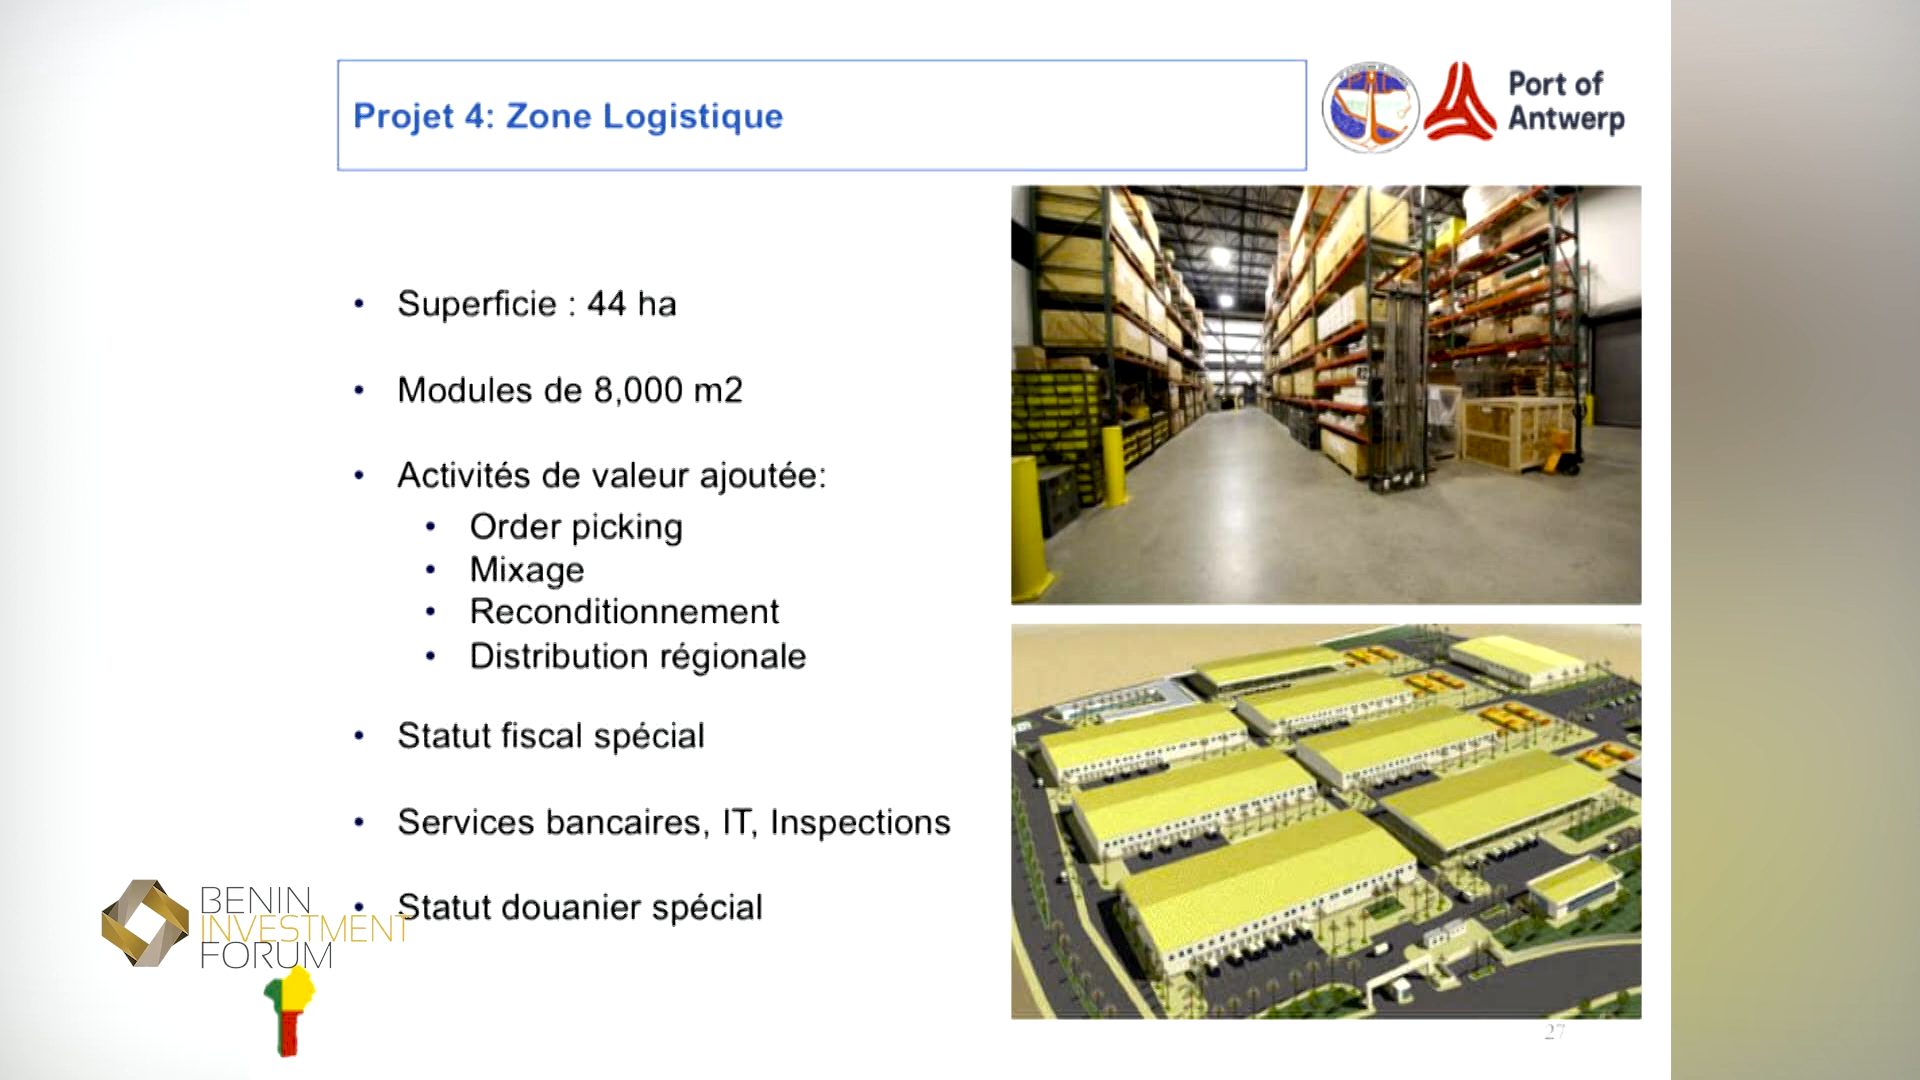 Projet 4: Zone Logistique
Port of
Antwerp
• Superficie : 44 ha
• Modules de 8,000 m2
• Activités de valeur ajoutée:
• Order picking
• Mixage
• Reconditionnement
• Distribution régionale
• Statut fiscal spécial
• Services bancaires, IT, Inspections
• Statut douanier spécial
BENIN
INVESTMENT
FORUM
27